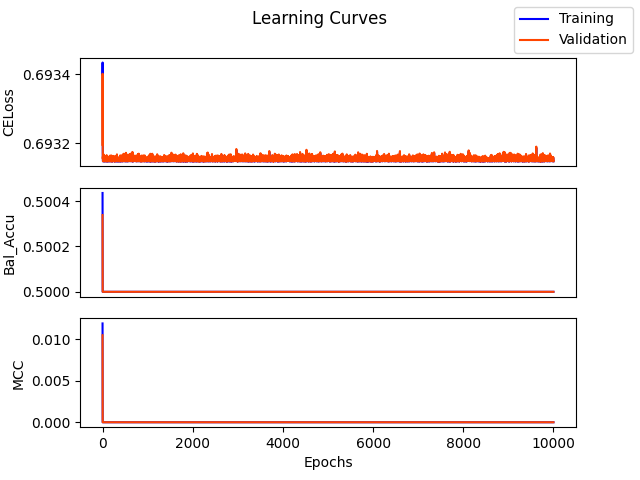 Learning Curves
Training
Validation
CELoss
0.6934
0.6932
Bal_Accu
0.5004
0.5002
0.5000
MCC
0.010
0.005
0.000
0
2000
4000
6000
8000
10000
Epochs